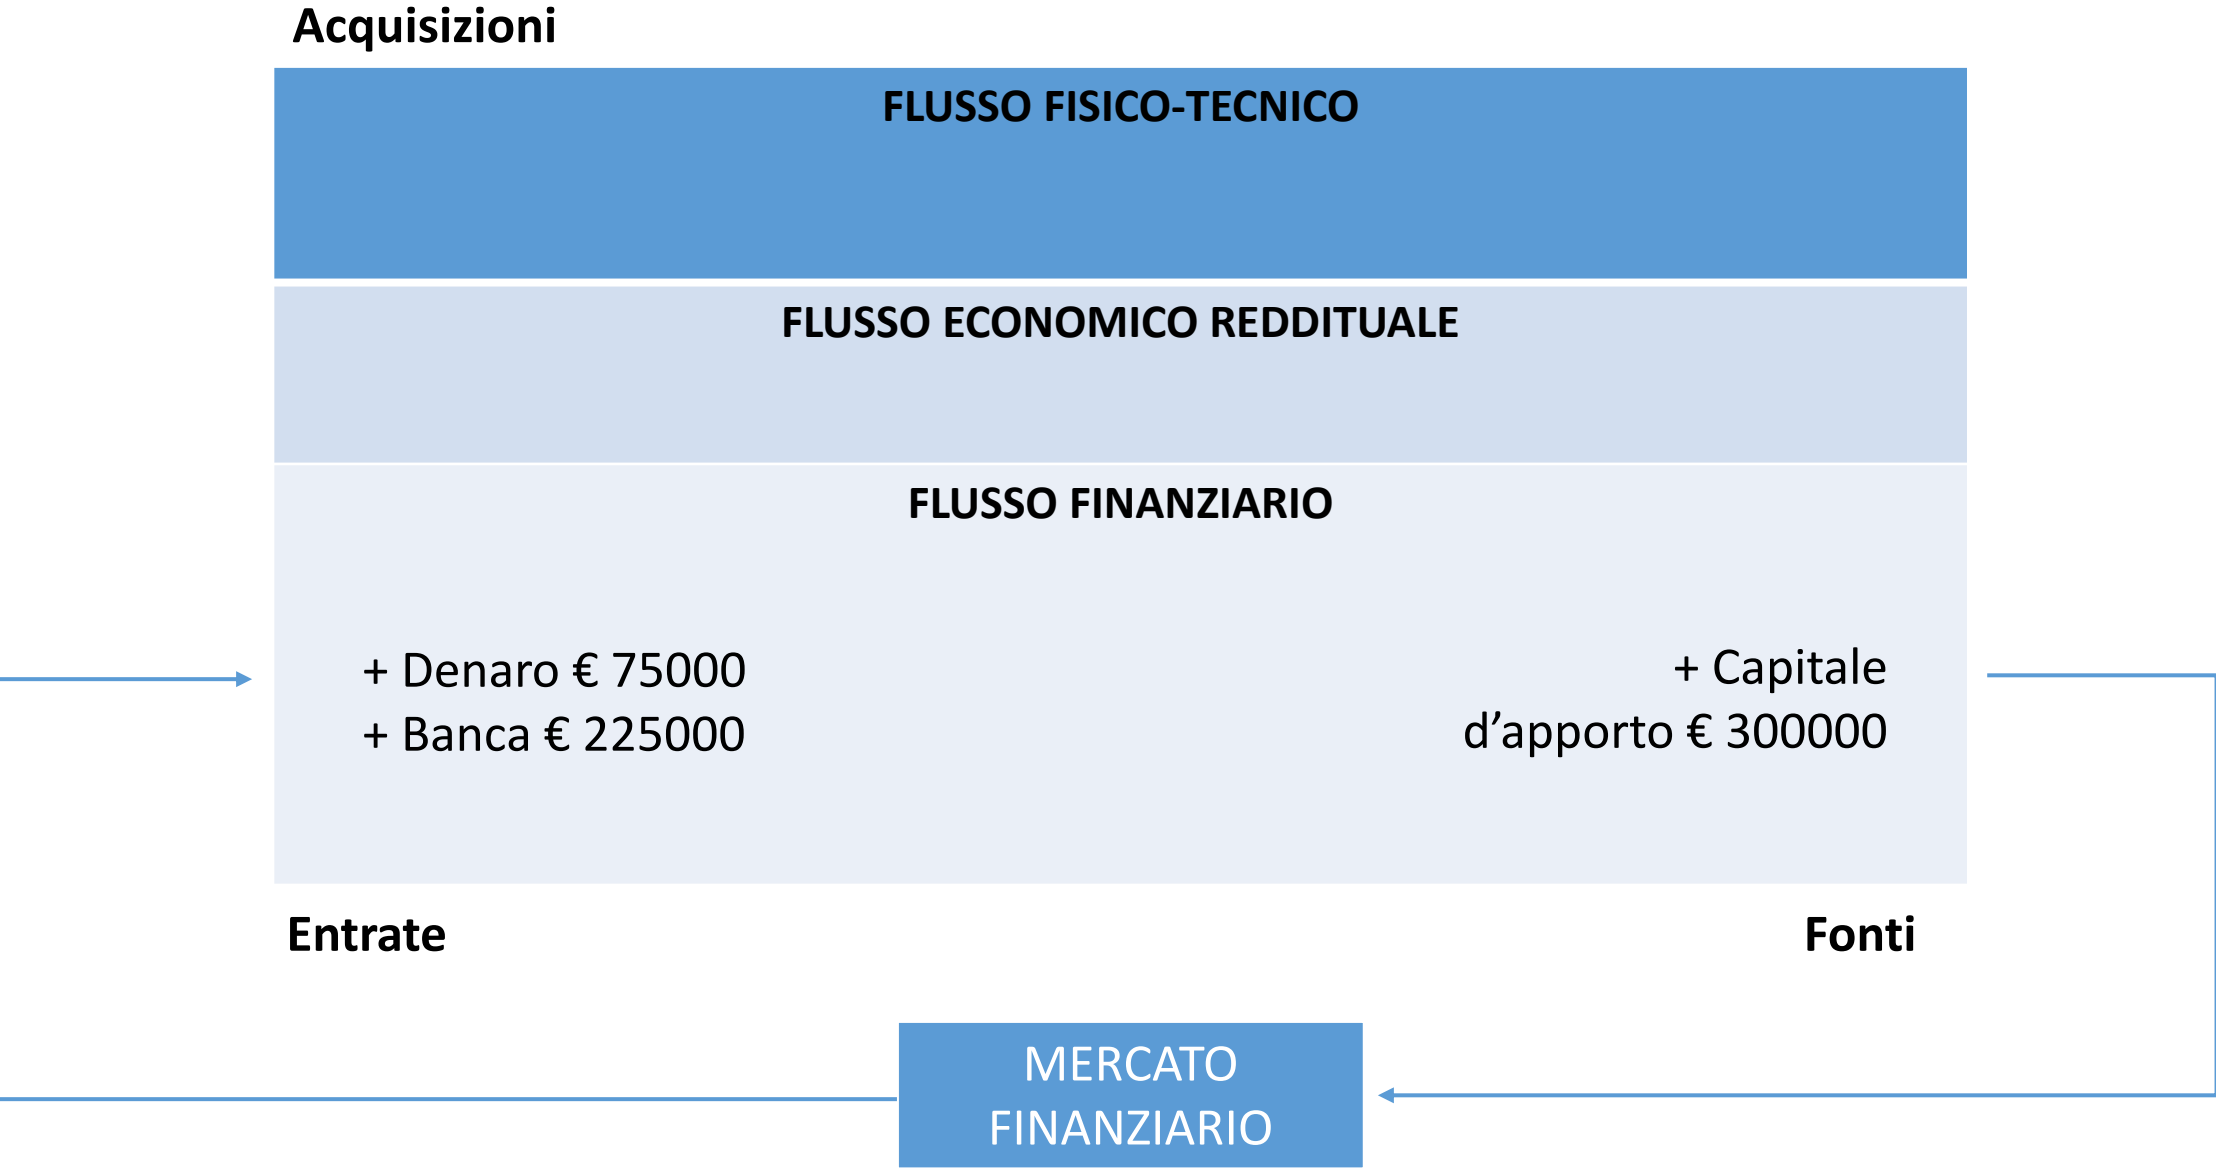 Acquisizioni
FLUSSO FISICO-TECNICO
FLUSSO ECONOMICO REDDITUALE
FLUSSO FINANZIARIO
+ Denaro € 75000
+ Banca € 225000
+ Capitale
d’apporto € 300000
Entrate
Fonti
MERCATO
FINANZIARIO